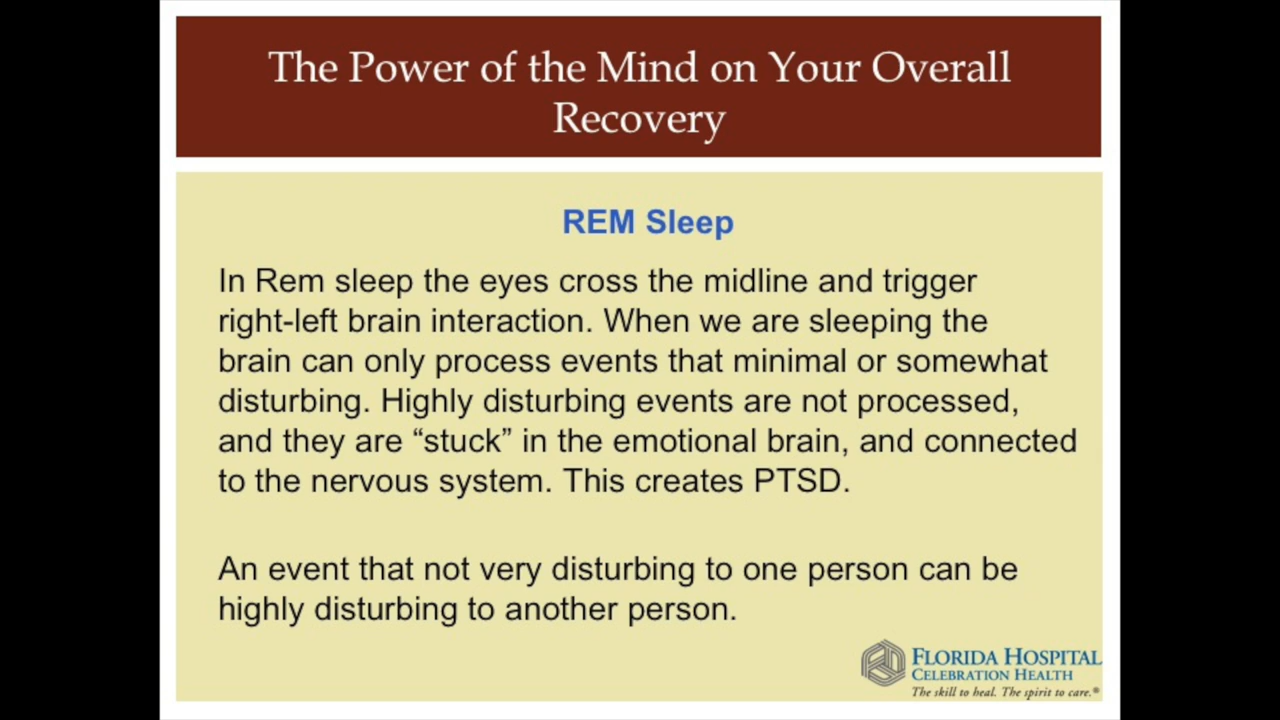 The Power of the Mind on Your Overall
Recovery
REM Sleep
In Rem sleep the eyes cross the midline and trigger
right-left brain interaction. When we are sleeping the
brain can only process events that minimal or somewhat
disturbing. Highly disturbing events are not processed,
and they are “stuck” in the emotional brain, and connected
to the nervous system. This creates PTSD.
An event that not very disturbing to one person can be
highly disturbing to another person.
FLORIDA HOSPITAL
CELEBRATION HEALTH
The skill to heal. The spirit to care.®